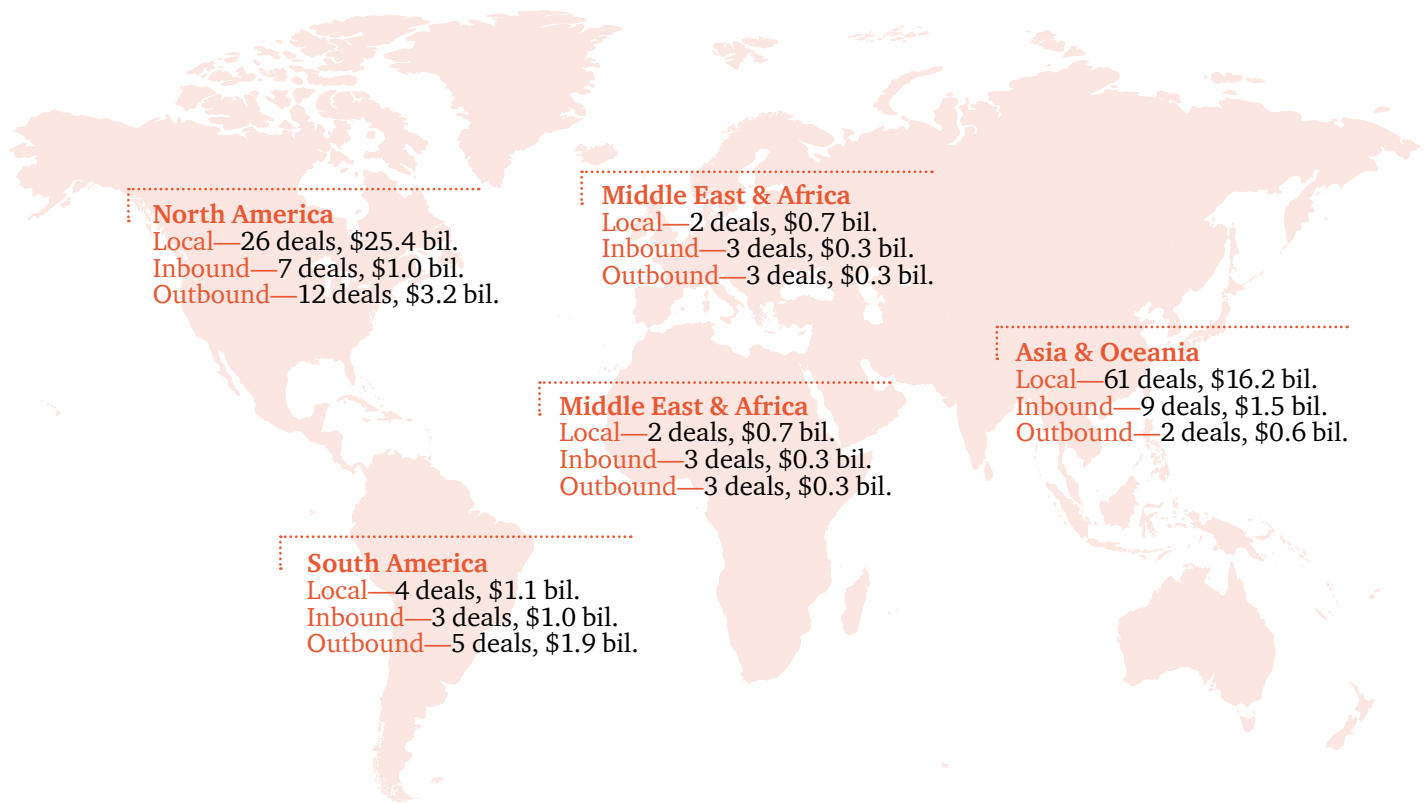 North America
Local—26 deals, $25.4 bil.
Inbound—7 deals, $1.0 bil.
Outbound—12 deals, $3.2 bil.
Middle East & Africa
Local—2 deals, $0.7 bil.
Inbound—3 deals, $0.3 bil.
Outbound—3 deals, $0.3 bil.
Asia & Oceania
Local—61 deals, $16.2 bil.
Inbound—9 deals, $1.5 bil.
Outbound—2 deals, $0.6 bil.
Middle East & Africa
Local—2 deals, $0.7 bil.
Inbound—3 deals, $0.3 bil.
Outbound—3 deals, $0.3 bil.
South America
Local—4 deals, $1.1 bil.
Inbound—3 deals, $1.0 bil.
Outbound—5 deals, $1.9 bil.